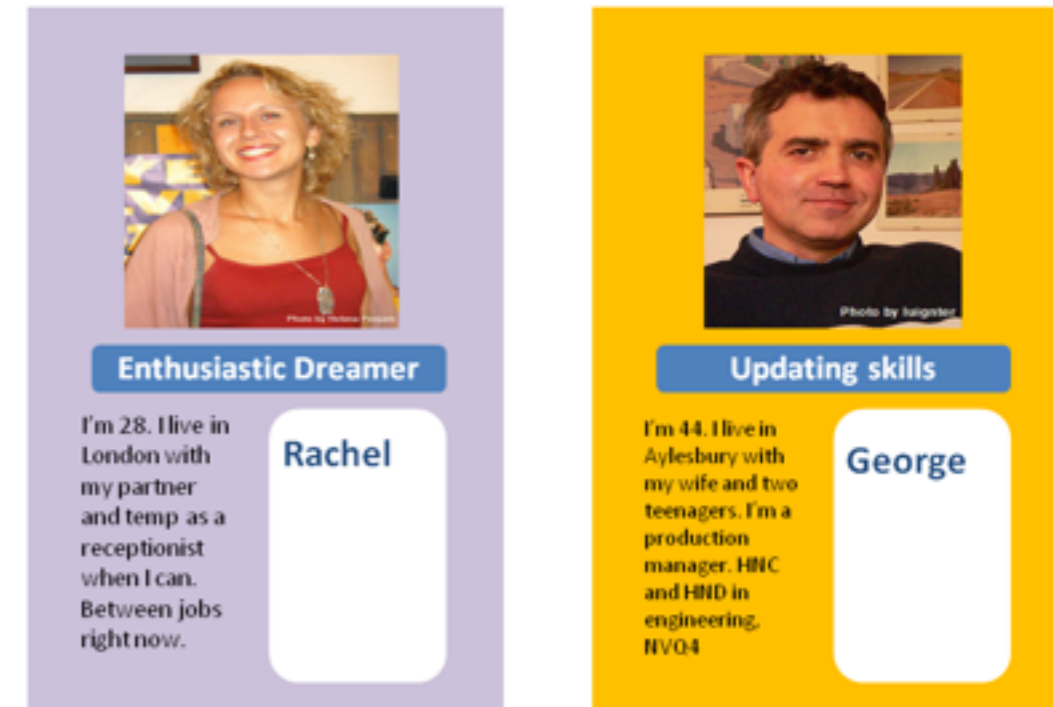 Enthusiastic Dreamer
I'm 28. I live in
London with
my partner
and temp as a
receptionist
when I can.
Between jobs
right now.
Rachel
Photo by luignter
Updating skills
I'm 44. I live in
Aylesbury with
my wife and two
teenagers. I'm a
production
manager. HNC
and HND in
engineering,
NVQ4
George